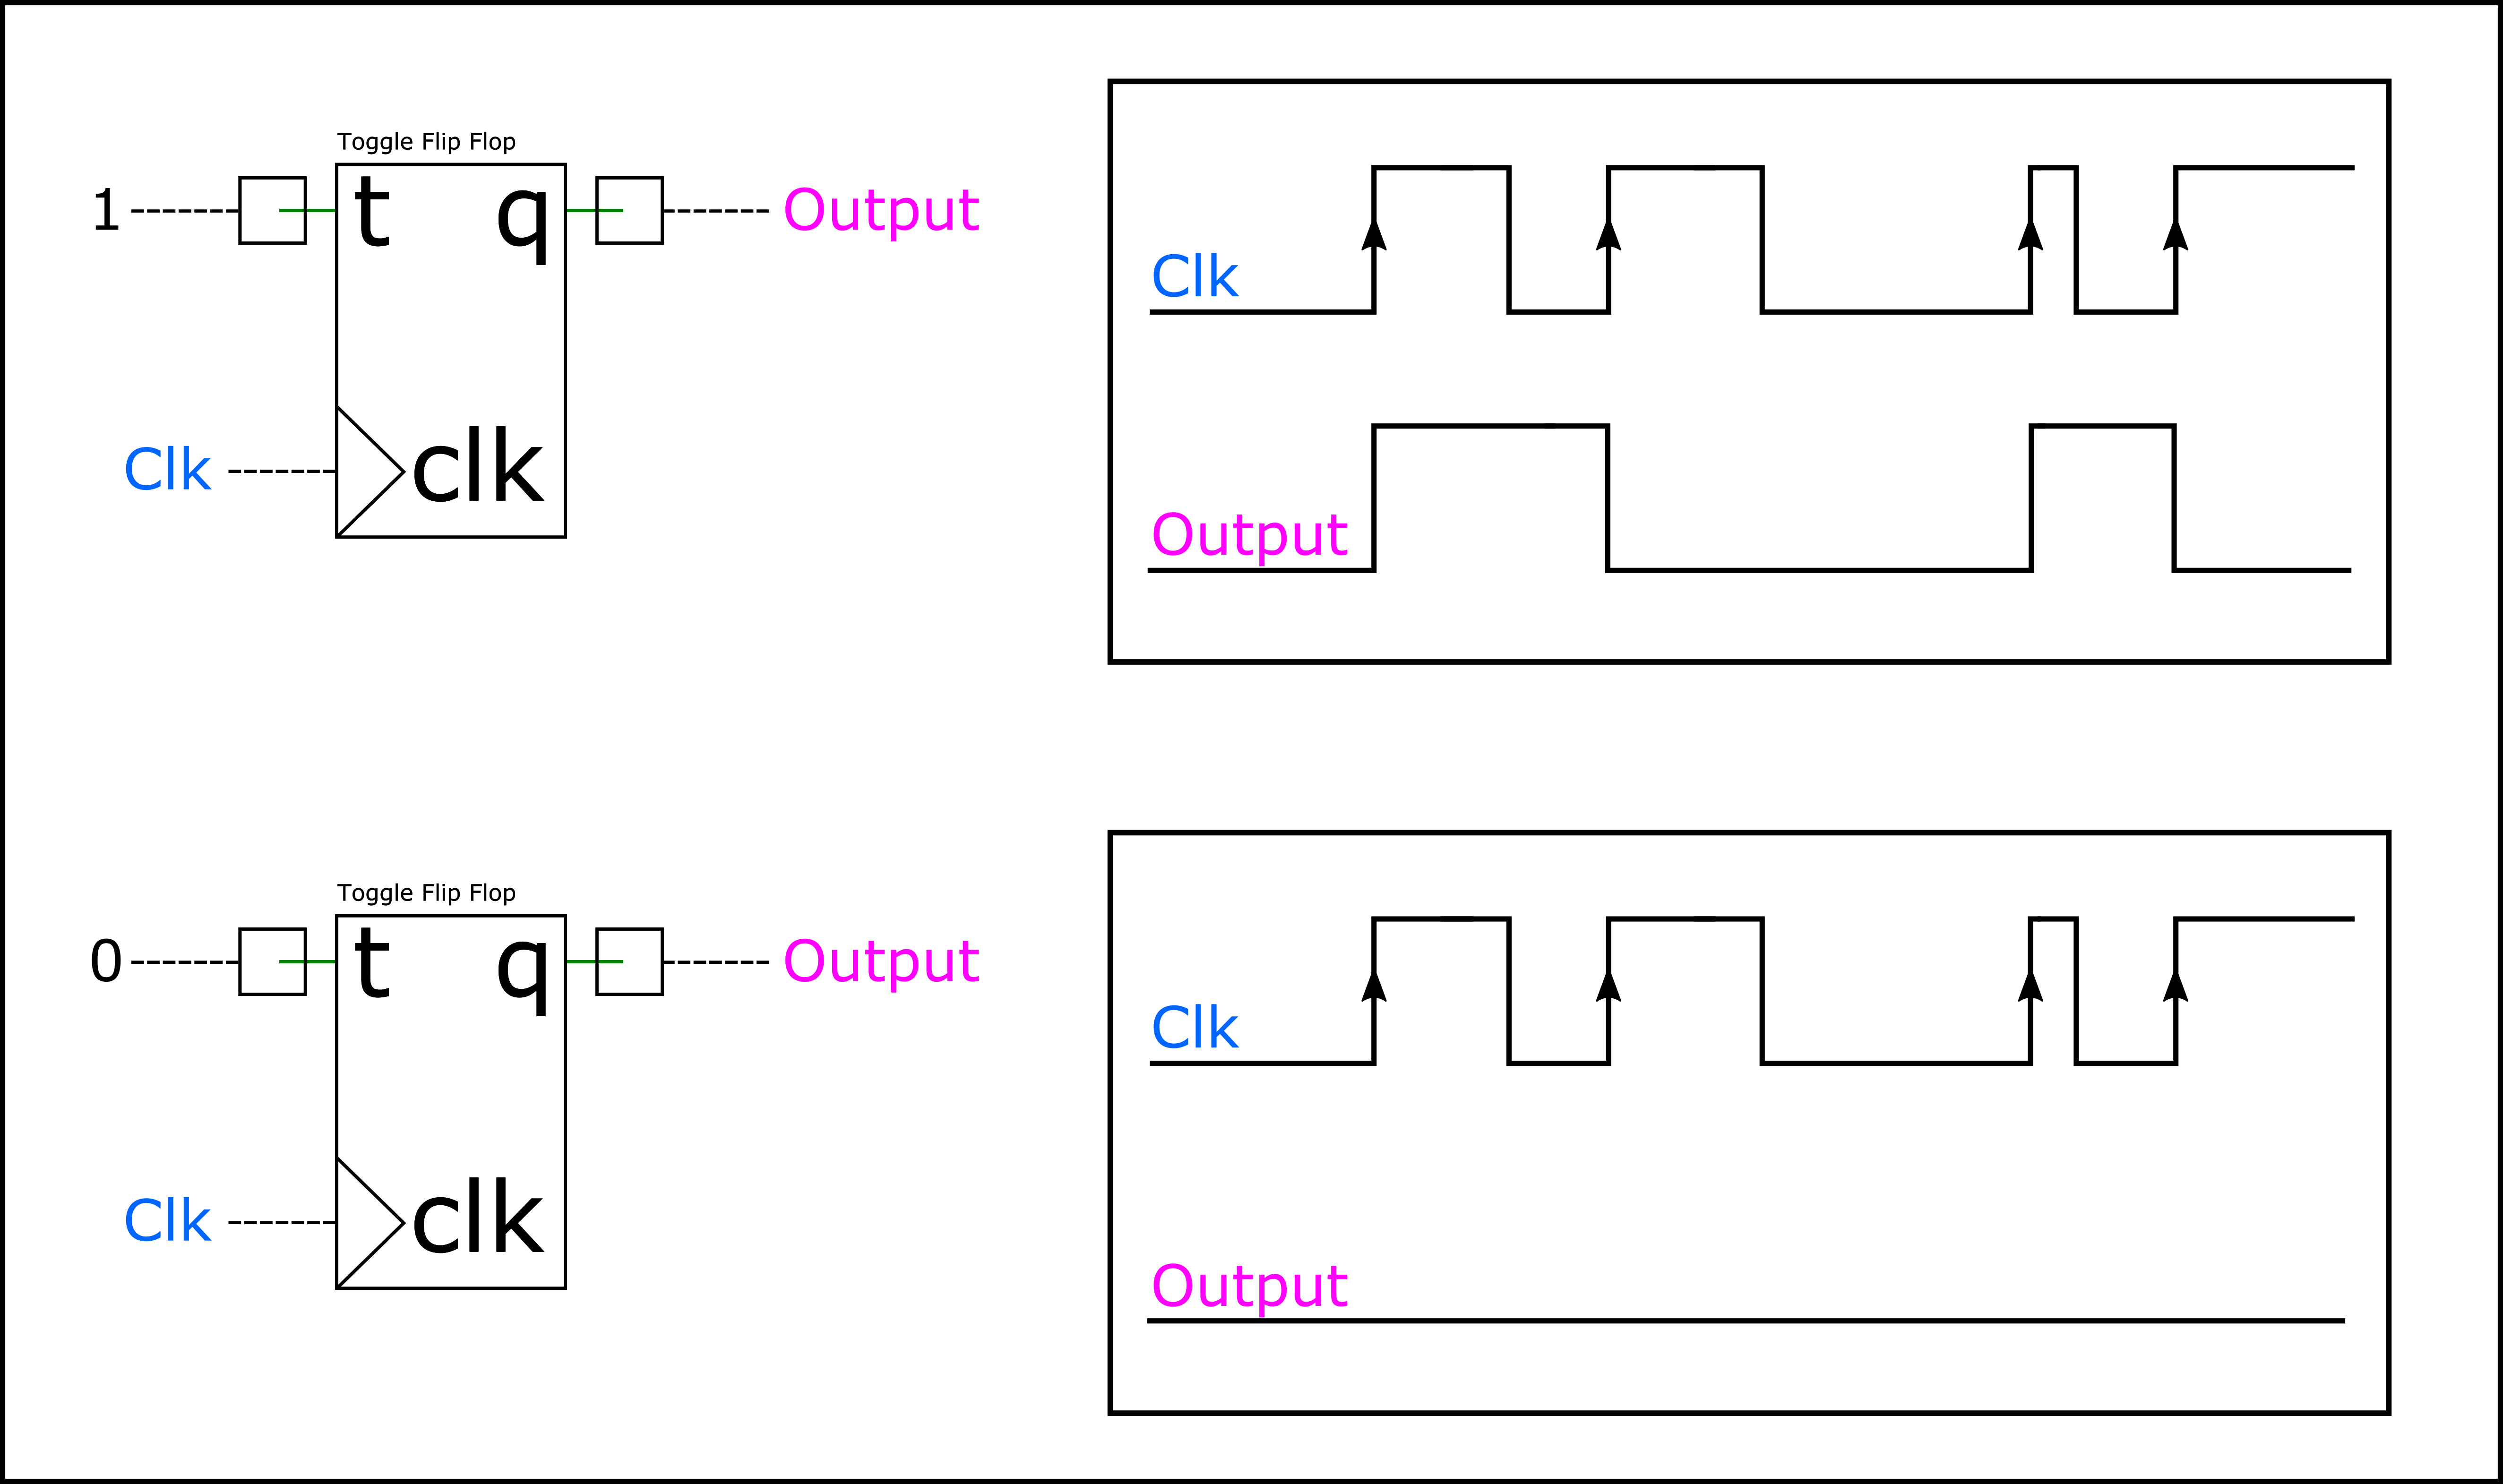 Toggle Flip Flop
1 t q Output
Clk clk
Clk
Output
Toggle Flip Flop
0 t q Output
Clk clk
Clk
Output